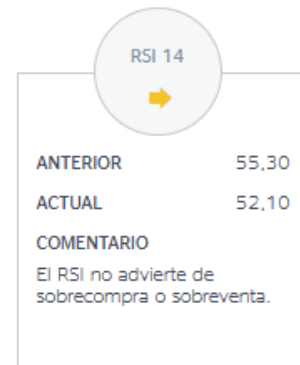 RSI 14
ANTERIOR 55,30
ACTUAL 52,10
COMENTARIO
El RSI no advierte de
sobrecompra o sobreventa.